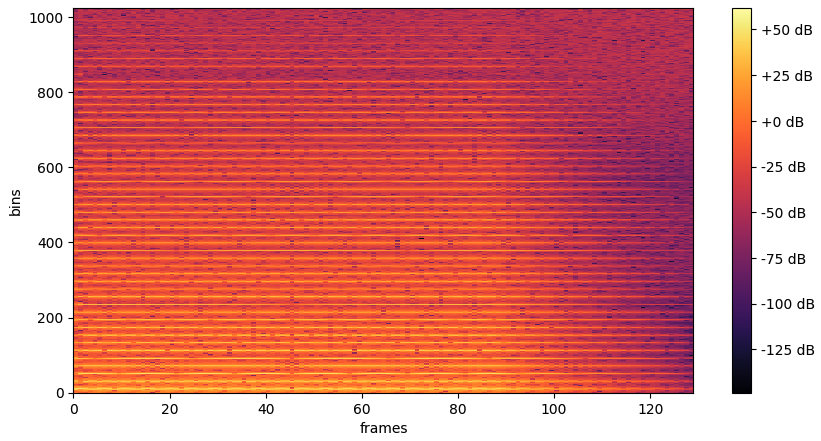 1000
800
600
400
200
0
bins
0 20 40 60 80 100 120
frames
+50 dB
+25 dB
+0 dB
-25 dB
-50 dB
-75 dB
-100 dB
-125 dB